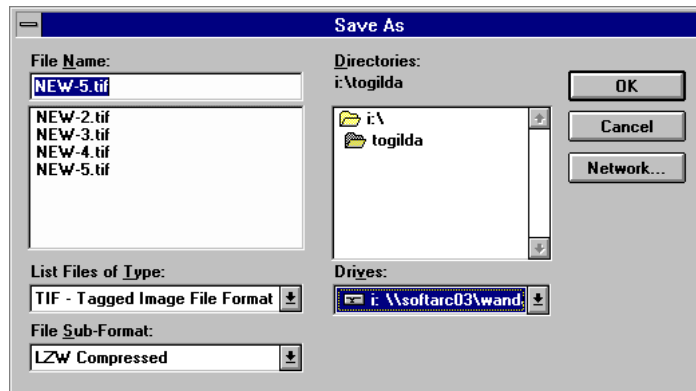 Save As
File Name:
NEW-5.tif
NEW-2.tif
NEW-3.tif
NEW-4.tif
NEW-5.tif
List Files of Type:
TIF - Tagged Image File Format
File Sub-Format:
LZW Compressed
Directories:
i:\togilda
i:\
togilda
Drives:
i: \\softarc03\wand
OK
Cancel
Network...